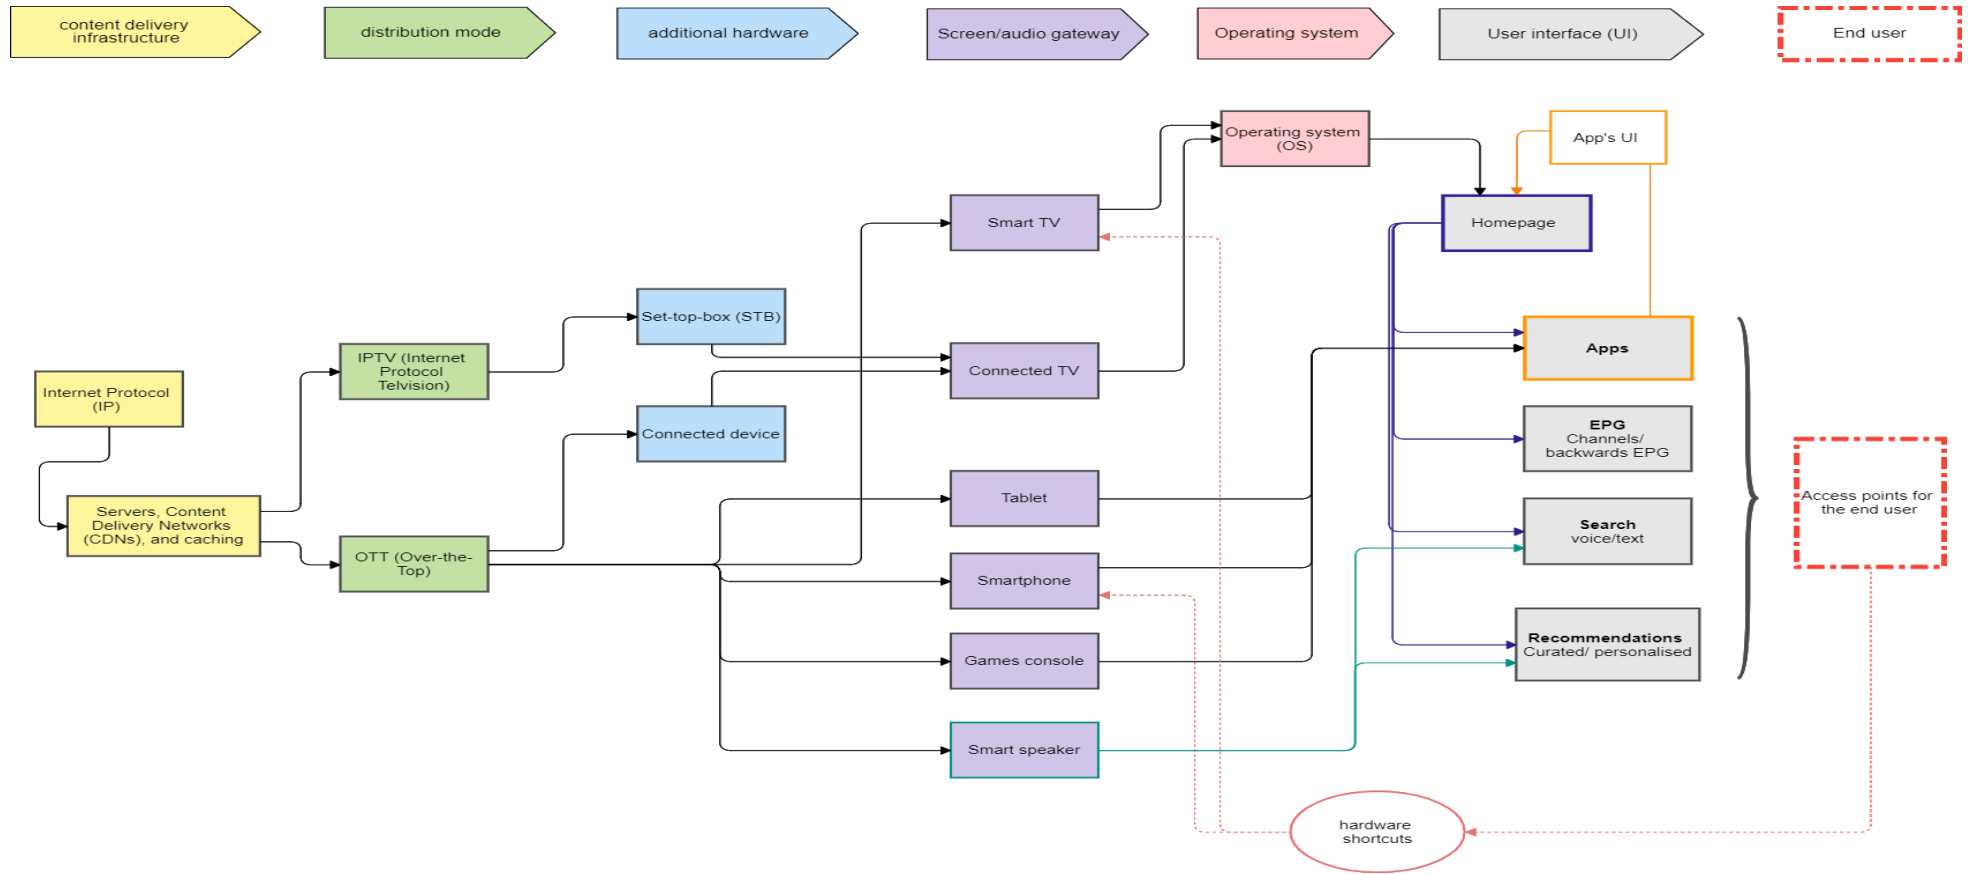 content delivery
infrastructure
distribution mode
additional hardware
Screen/audio gateway
Operating system
User interface (UI)
End user
Operating system
(OS)
App's UI
Smart TV
Homepage
Set-top-box (STB)
IPTV (Internet
Protocol
Telvision)
Connected TV
Apps
Internet Protocol
(IP)
Connected device
EPG
Channels/
backwards EPG
Servers, Content
Delivery Networks
(CDNs), and caching
Tablet
Search
voice/text
Access points for
the end user
OTT (Over-the-
Top)
Smartphone
Games console
Recommendations
Curated/ personalised
Smart speaker
hardware
shortcuts